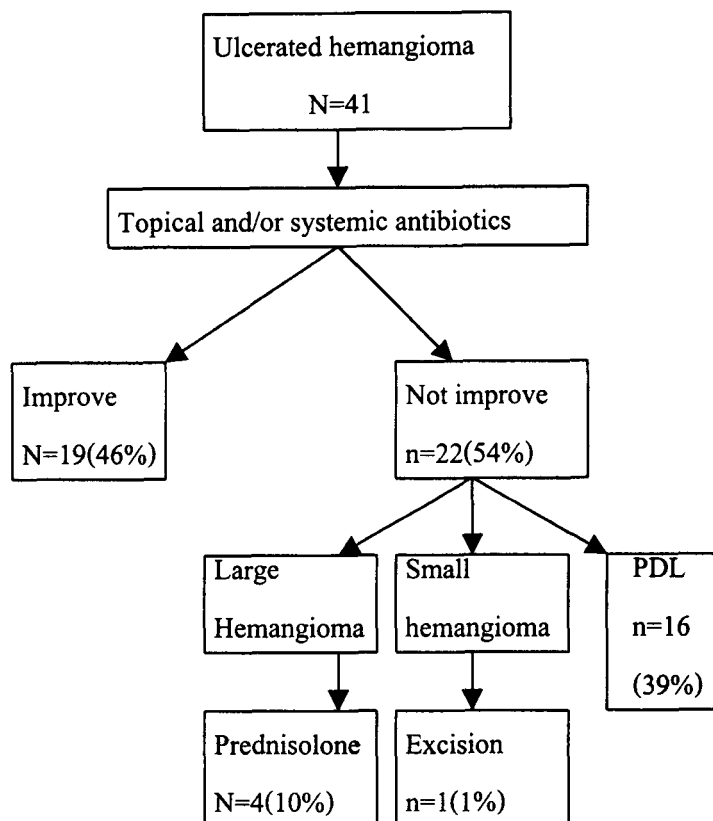 Ulcerated hemangioma
N=41
Topical and/or systemic antibiotics
Improve
N=19(46%)
Not improve
n=22(54%)
Large
Hemangioma
Small
hemangioma
PDL
n=16
(39%)
Prednisolone
N=4(10%)
Excision
n=1(1%)